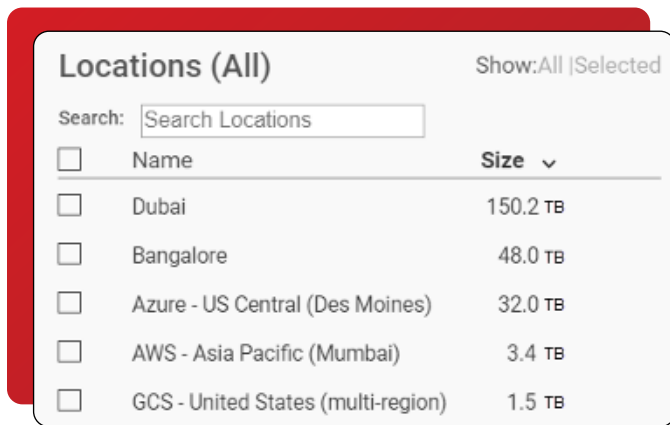 Locations (All) Show:All |Selected
Search: Search Locations
Name Size
Dubai 150.2 TB
Bangalore 48.0 TB
Azure - US Central (Des Moines) 32.0 TB
AWS - Asia Pacific (Mumbai) 3.4 TB
GCS - United States (multi-region) 1.5 TB